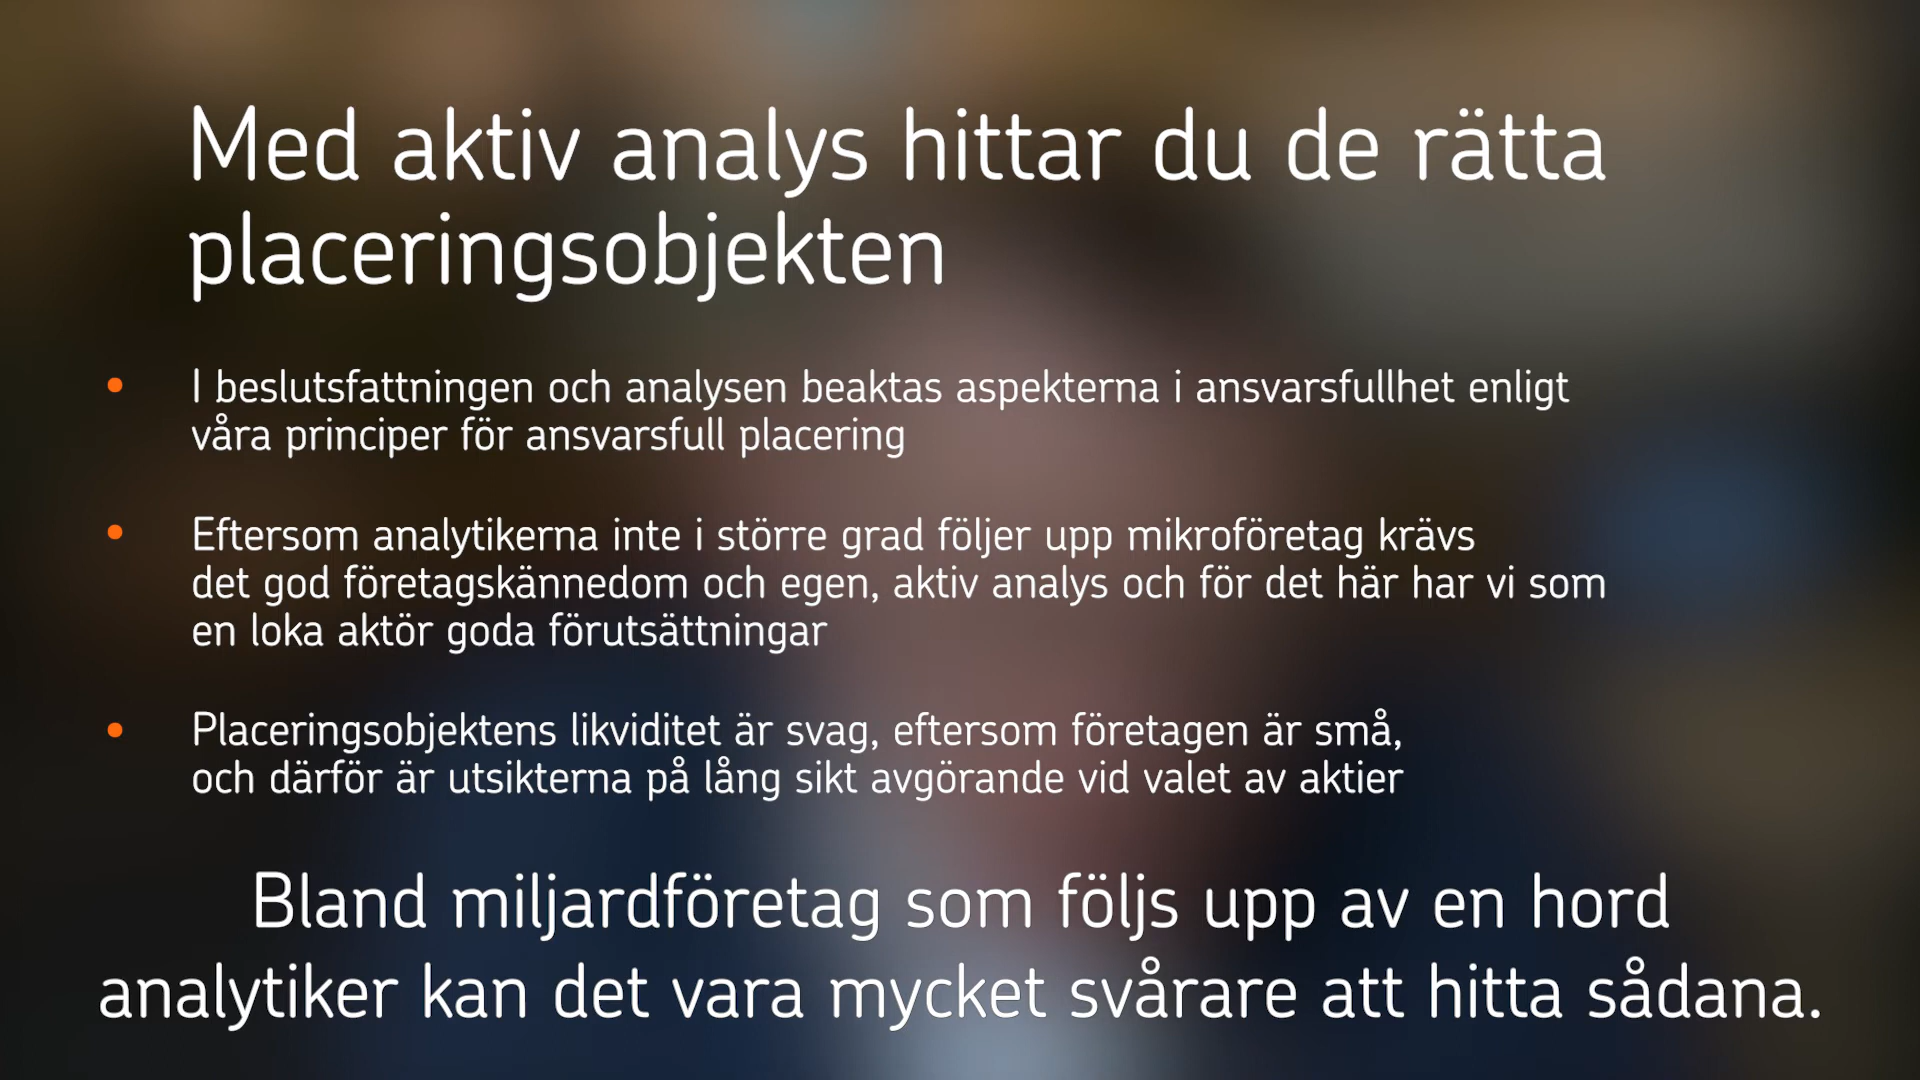 Med aktiv analys hittar du de rätta
placeringsobjekten
• I beslutsfattningen och analysen beaktas aspekterna i ansvarsfullhet enligt
våra principer för ansvarsfull placering
• Eftersom analytikerna inte i större grad följer upp mikroföretag krävs
det god företagskännedom och egen, aktiv analys och för det här har vi som
en loka aktör goda förutsättningar
• Placeringsobjektens likviditet är svag, eftersom företagen är små,
och därför är utsikterna på lång sikt avgörande vid valet av aktier
Bland miljardföretag som följs upp av en hord
analytiker kan det vara mycket svårare att hitta sådana.